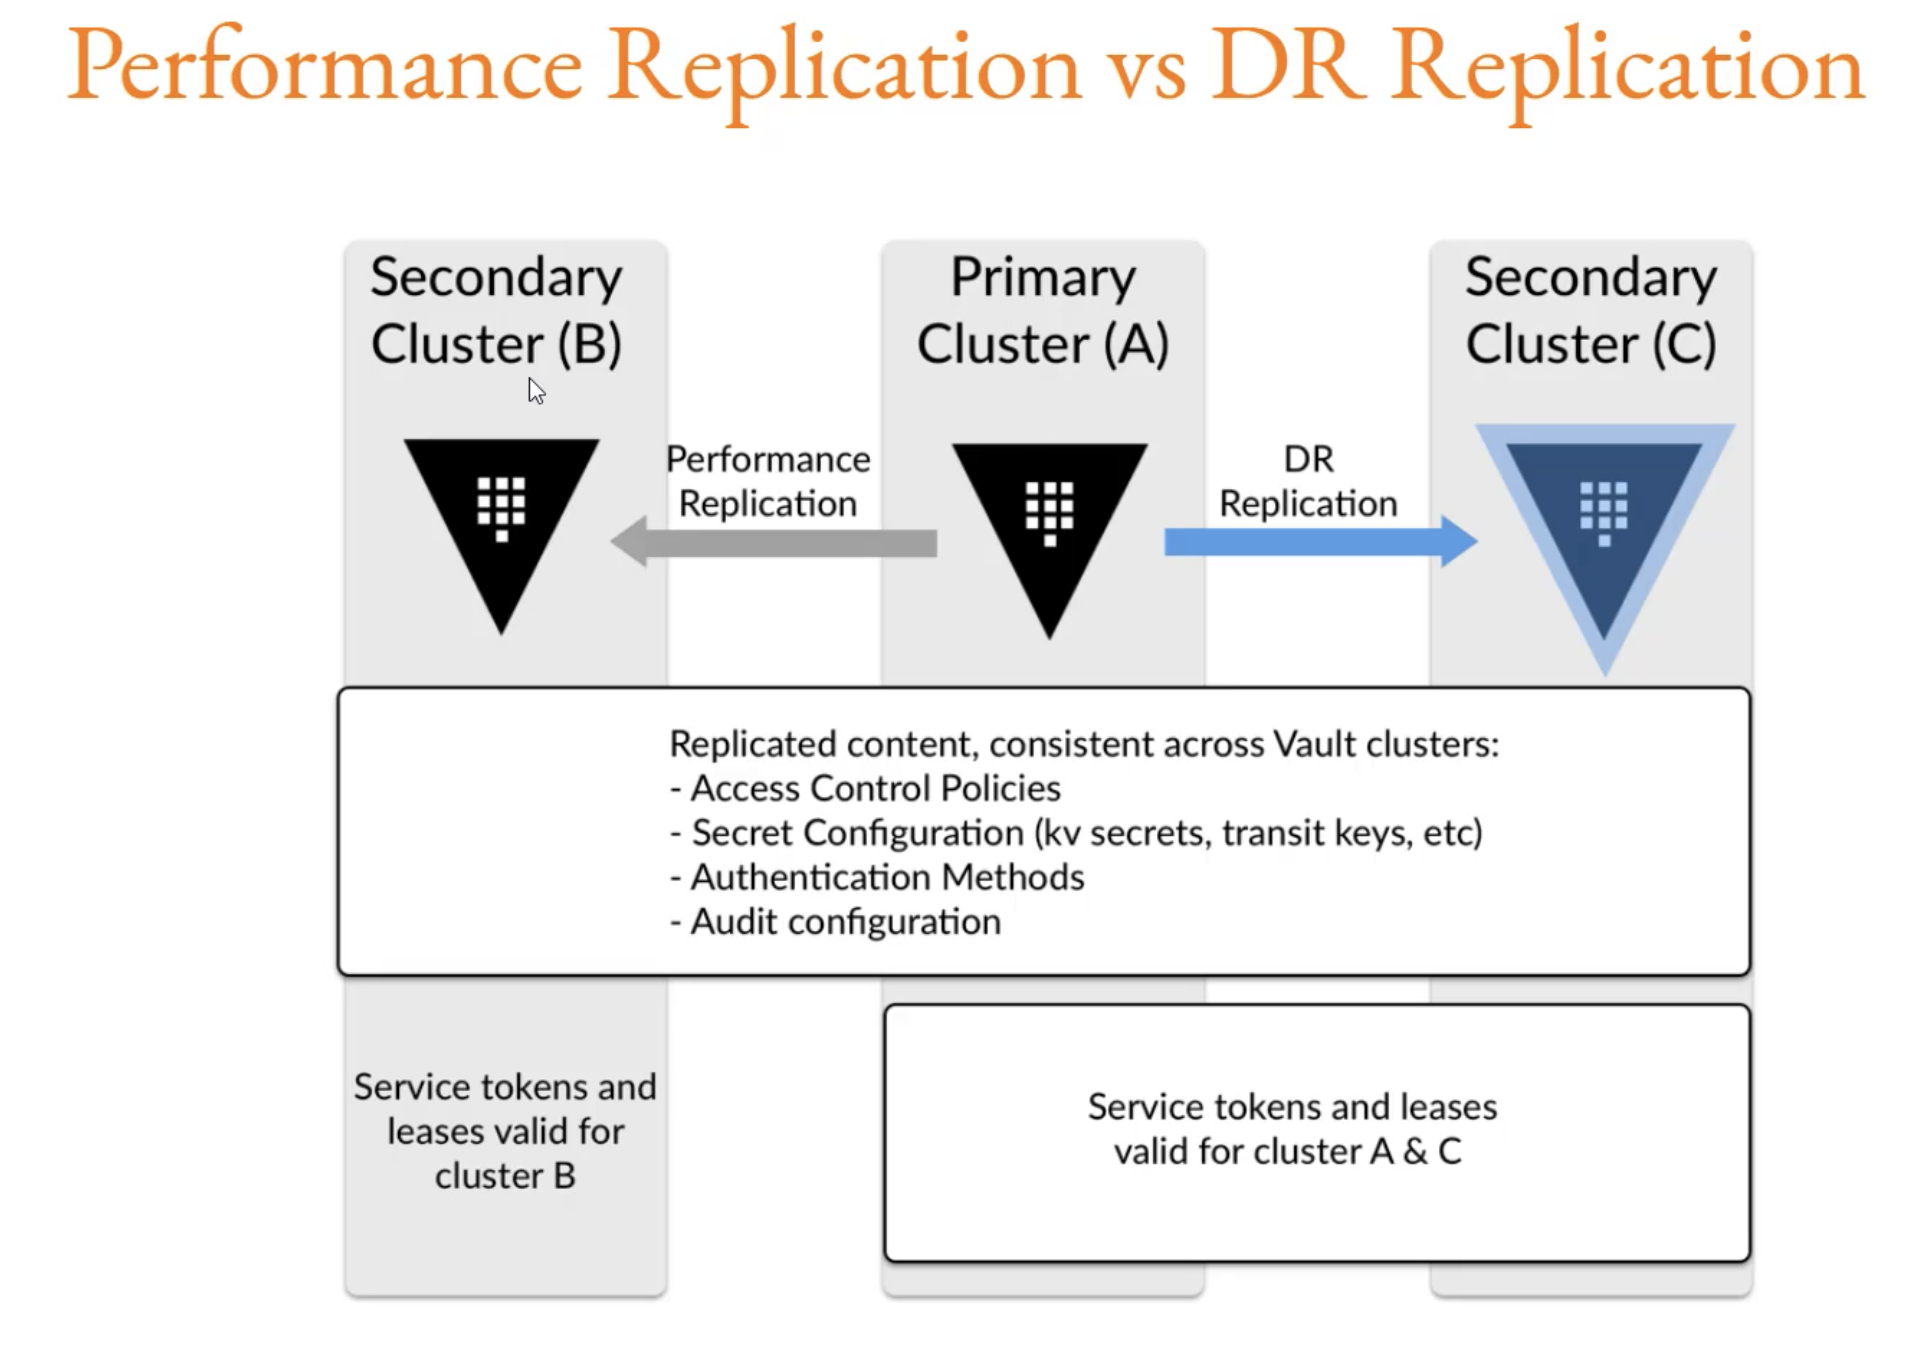 Performance Replication vs DR Replication
Secondary
Cluster (B)
Primary
Cluster (A)
Secondary
Cluster (C)
Performance
Replication
DR
Replication
Replicated content, consistent across Vault clusters:
- Access Control Policies
- Secret Configuration (kv secrets, transit keys, etc)
- Authentication Methods
- Audit configuration
Service tokens and
leases valid for
cluster B
Service tokens and leases
valid for cluster A & C